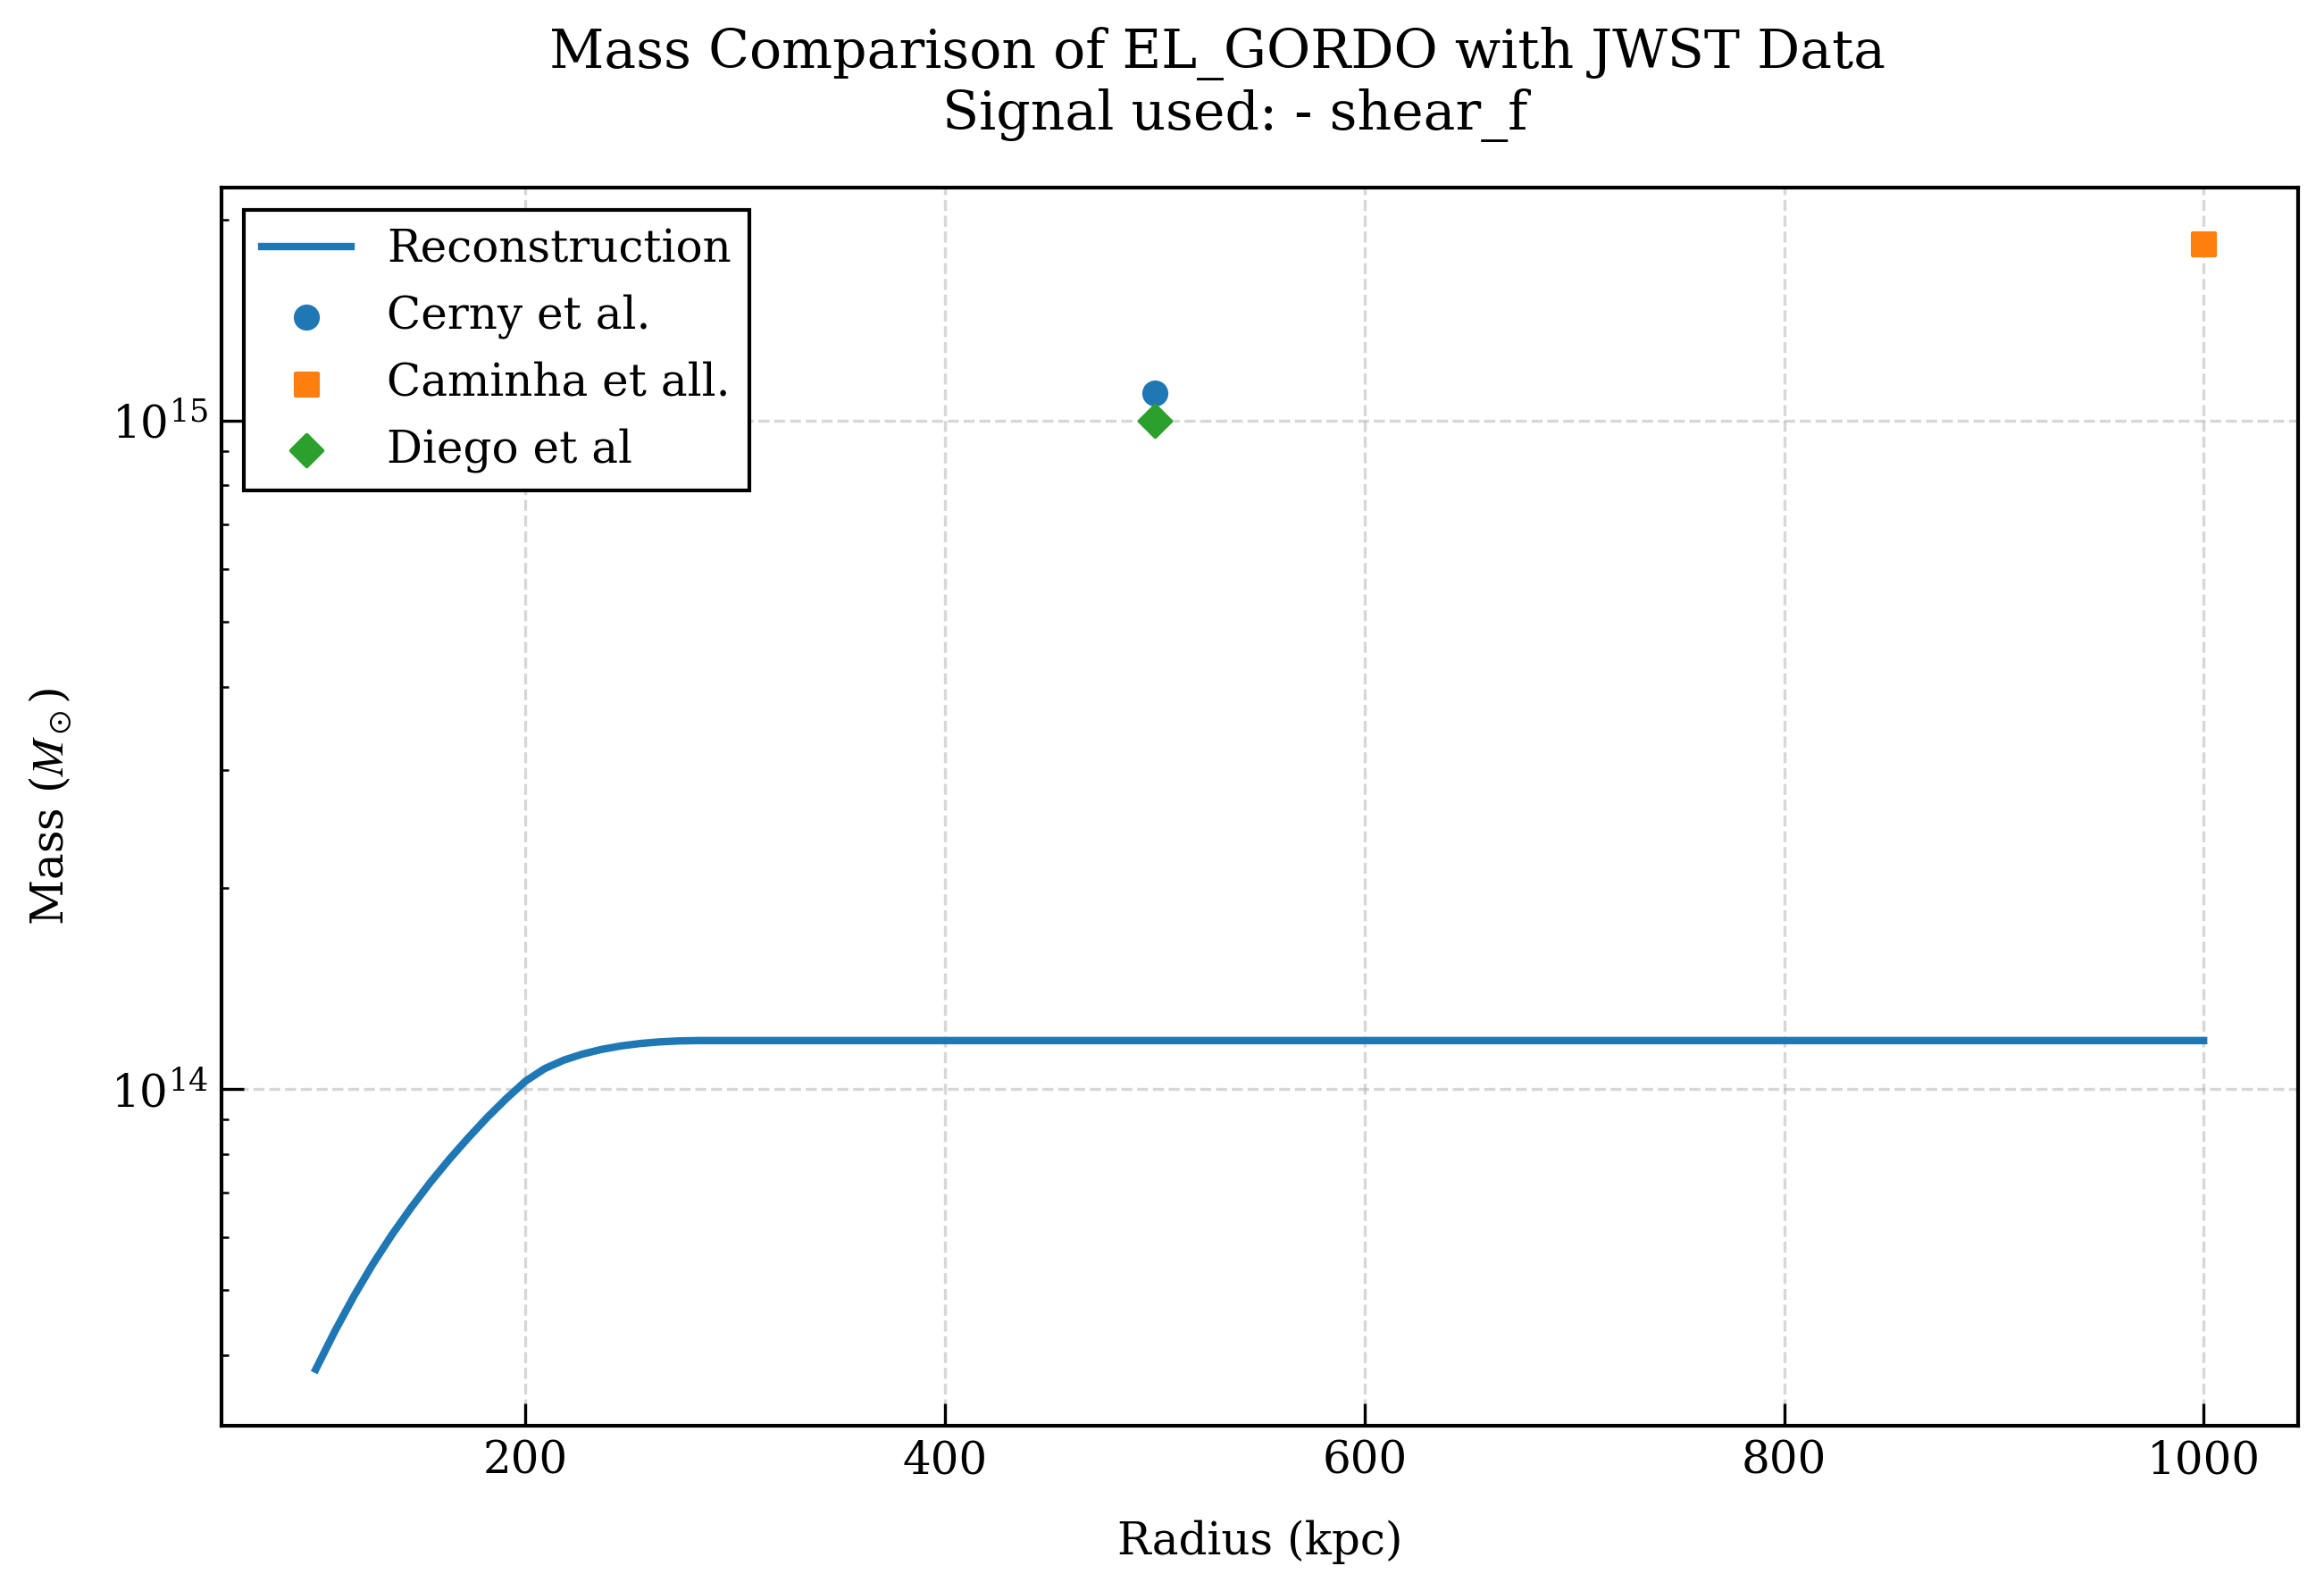 Mass Comparison of EL_GORDO with JWST Data
Signal used: - shear_f
Reconstruction
Cerny et al.
Caminha et all.
Diego et al
10^15
10^14
Mass (M⊙)
200 400 600 800 1000
Radius (kpc)